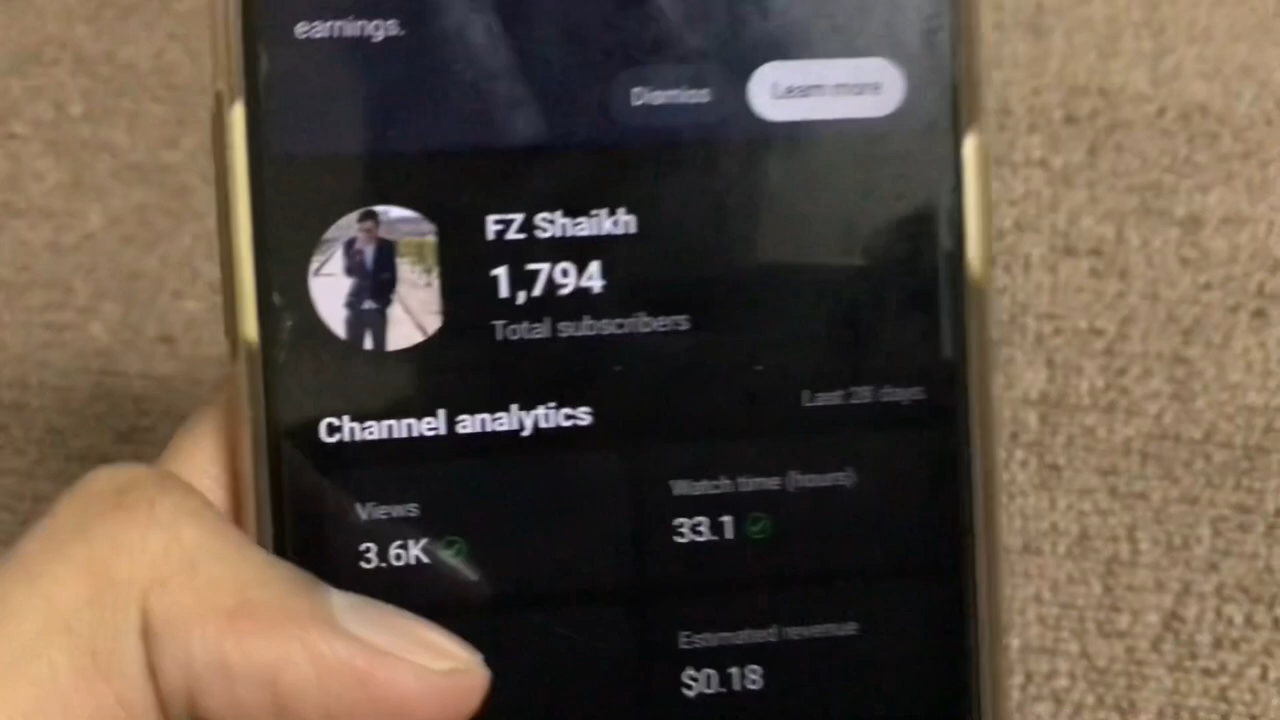 earnings.
Dismiss
Learn more
FZ Shaikh
1,794
Total subscribers
Channel analytics
Last 28 days
Views
3.6K
Watch time (hours)
33.1
Estimated revenue
$0.18